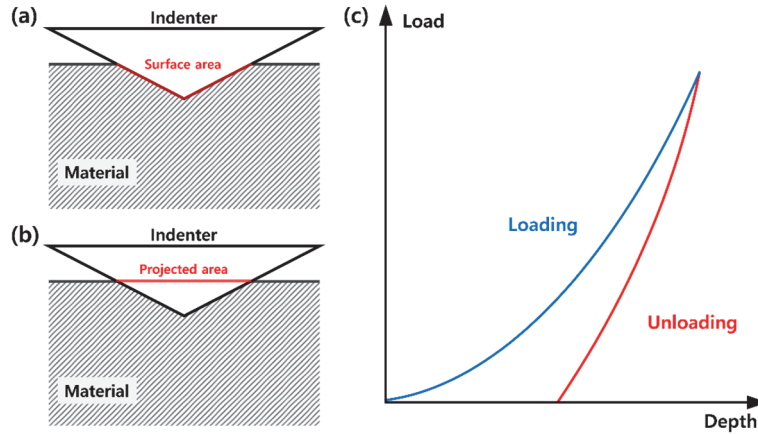 (a)
Indenter
Surface area
Material
(b)
Indenter
Projected area
Material
(c)
Load
Loading
Unloading
Depth